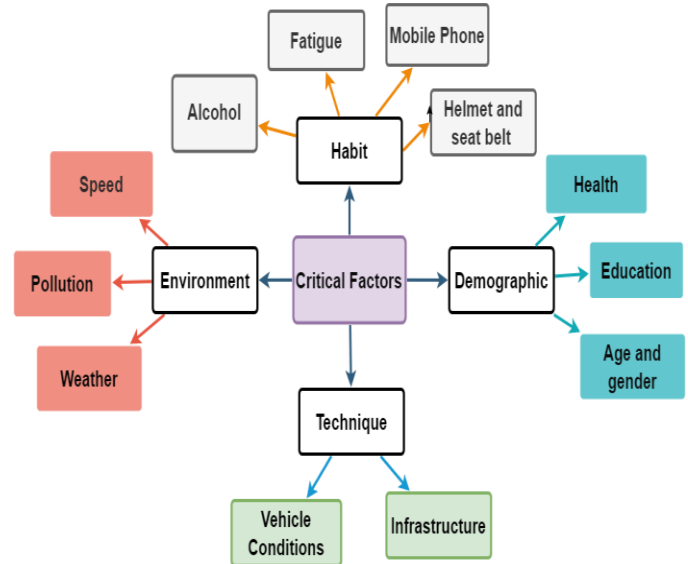 Fatigue
Mobile Phone
Alcohol
Helmet and
seat belt
Habit
Speed
Health
Pollution
Environment
Critical Factors
Demographic
Education
Weather
Age and
gender
Technique
Vehicle
Conditions
Infrastructure